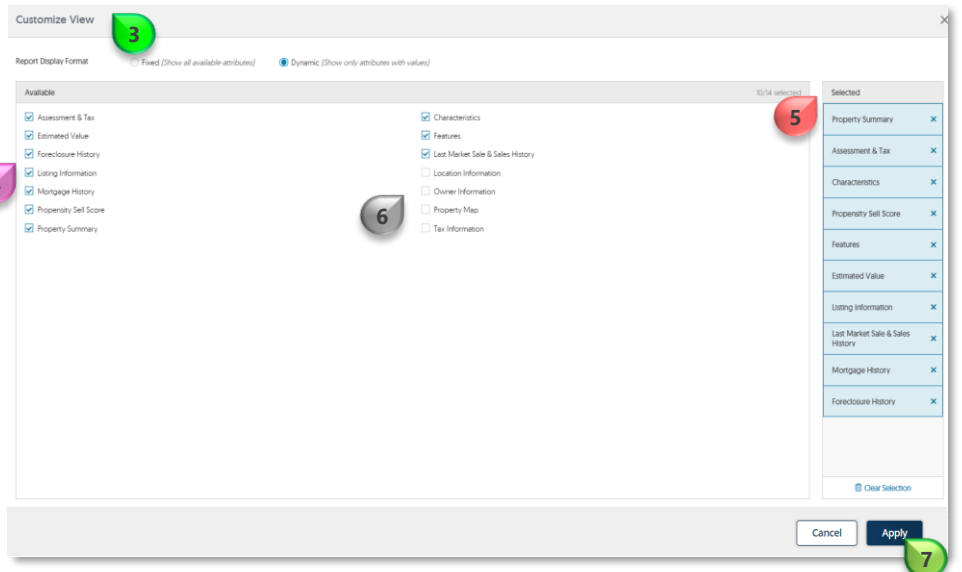 Customize View
3
Report Display Format
Fixed (Show all available attributes)
Dynamic (Show only attributes with values)
Available
10/14 selected
Assessment & Tax
Estimated Value
Foreclosure History
Listing Information
Mortgage History
Propensity Sell Score
Property Summary
Characteristics
Features
Last Market Sale & Sales History
Location Information
Owner Information
Property Map
Tax Information
6
5
Selected
Property Summary
Assessment & Tax
Characteristics
Propensity Sell Score
Features
Estimated Value
Listing Information
Last Market Sale & Sales
History
Mortgage History
Foreclosure History
Clear Selection
Cancel
Apply
7